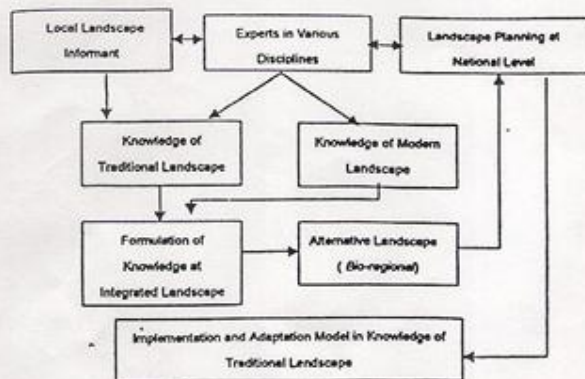 Local Landscape
Informant
Experts in Various
Disciplines
Landscape Planning at
National Level
Knowledge of
Traditional Landscape
Knowledge of Modern
Landscape
Formulation of
Knowledge at
Integrated Landscape
Alternative Landscape
( Bio-regional)
Implementation and Adaptation Model in Knowledge of
Traditional Landscape